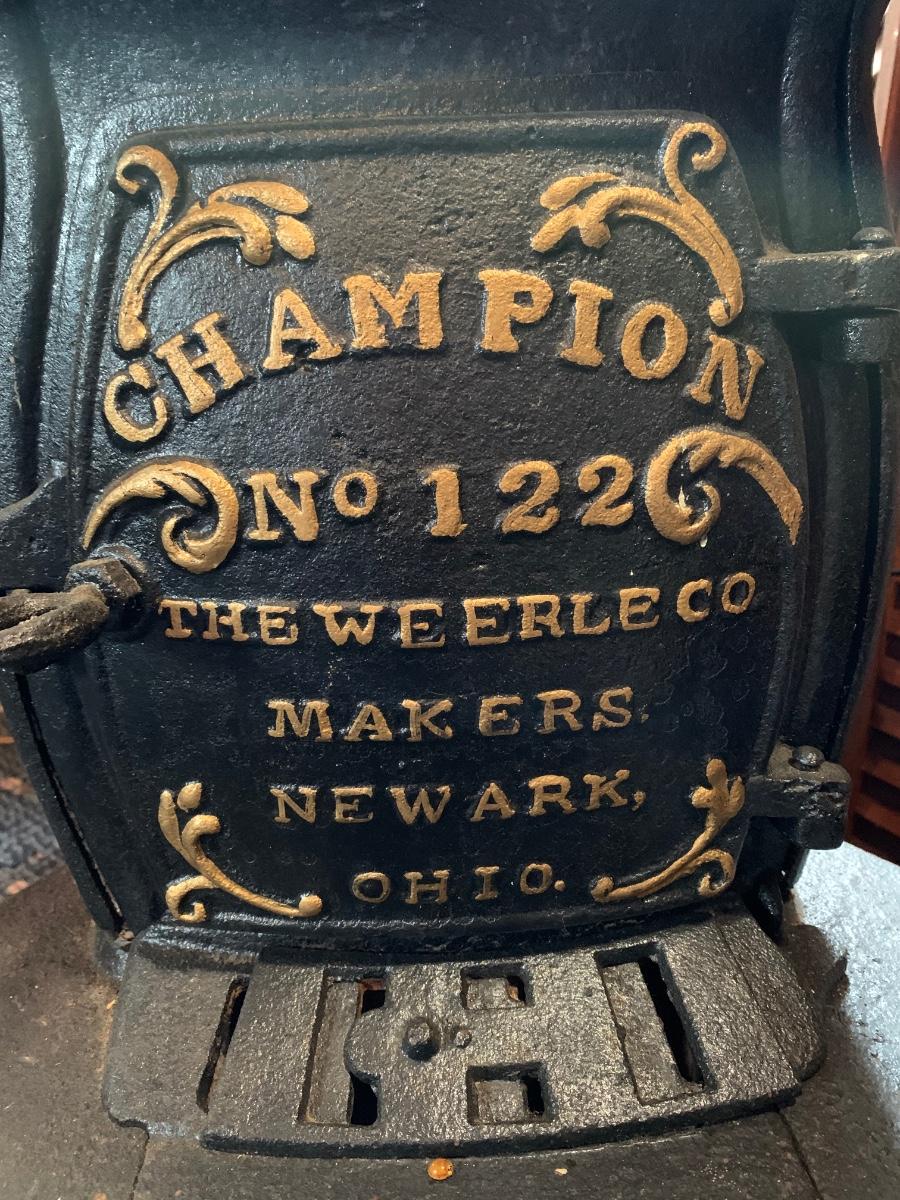 CHAMPION
No 122
THE WEERLE CO
MAKERS.
NEWARK,
OHIO.